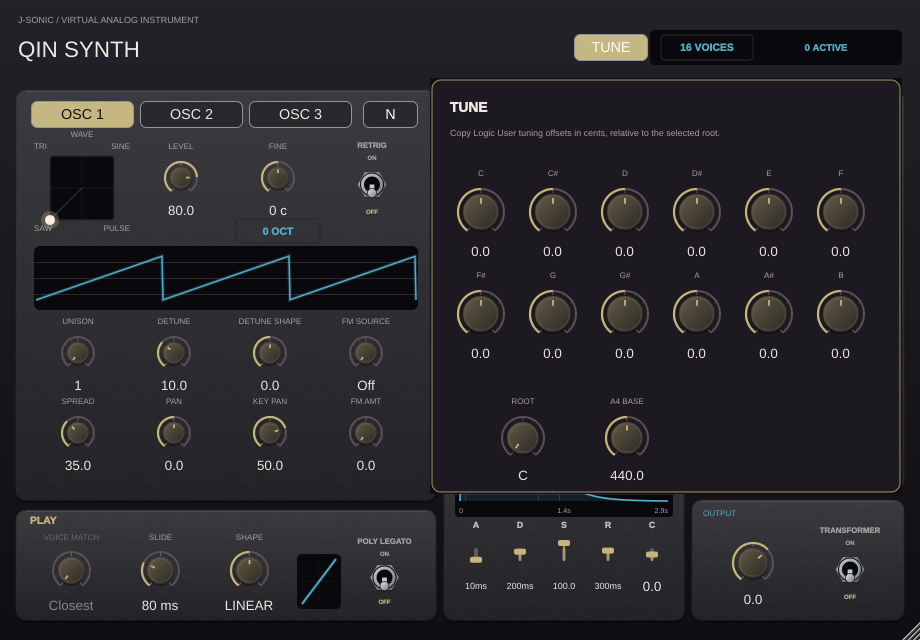 J-SONIC / VIRTUAL ANALOG INSTRUMENT
QIN SYNTH
TUNE
16 VOICES
0 ACTIVE
OSC 1
OSC 2
OSC 3
N
WAVE
TRI
SINE
SAW
PULSE
LEVEL
80.0
FINE
0 c
0 OCT
RETRIG
ON
OFF
UNISON
DETUNE
DETUNE SHAPE
FM SOURCE
1
10.0
0.0
Off
SPREAD
PAN
KEY PAN
FM AMT
35.0
0.0
50.0
0.0
TUNE
Copy Logic User tuning offsets in cents, relative to the selected root.
C
C#
D
D#
E
F
0.0
0.0
0.0
0.0
0.0
0.0
F#
G
G#
A
A#
B
0.0
0.0
0.0
0.0
0.0
0.0
ROOT
A4 BASE
C
440.0
PLAY
VOICE MATCH
SLIDE
SHAPE
Closest
80 ms
LINEAR
POLY LEGATO
ON
OFF
0
1.4s
2.9s
A
D
S
R
C
10ms
200ms
100.0
300ms
0.0
OUTPUT
0.0
TRANSFORMER
ON
OFF